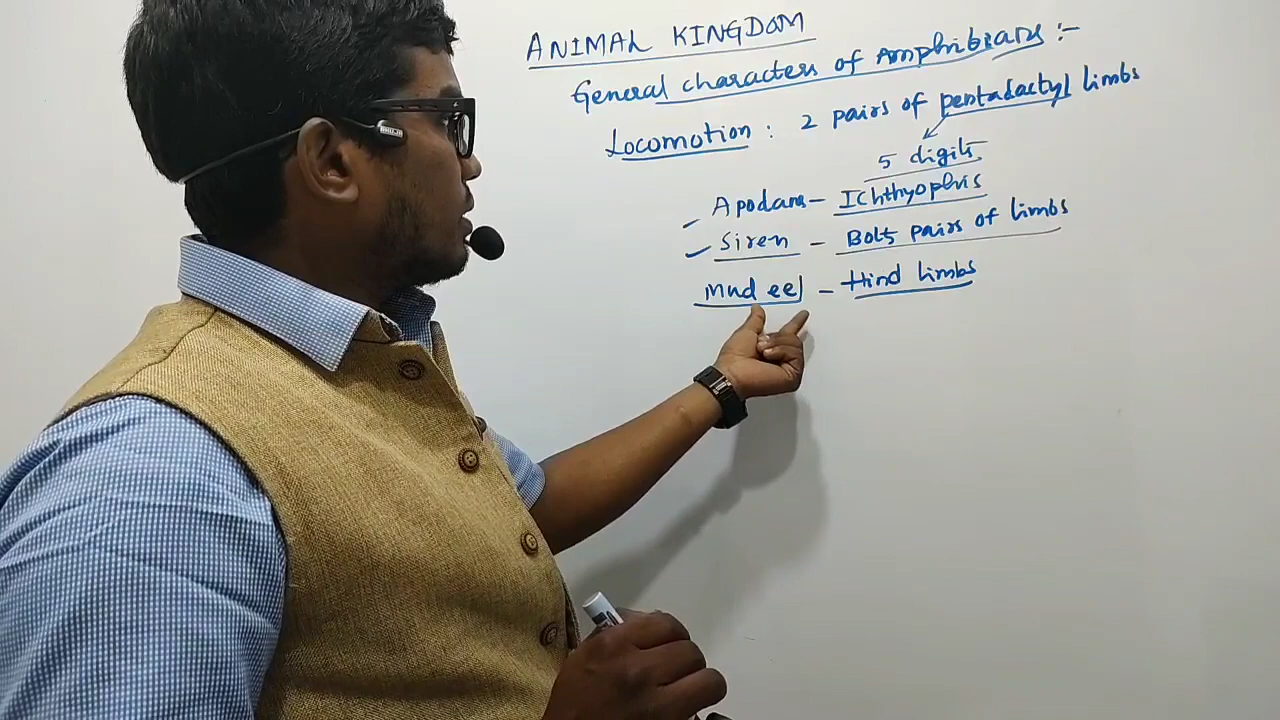 ANIMAL KINGDOM
General characters of Amphibians :-
Locomotion : 2 pairs of pentadactyl limbs
5 digits
Apodans - Ichthyophis
Siren - Both pairs of limbs
Mud eel - Hind limbs
AHUJA